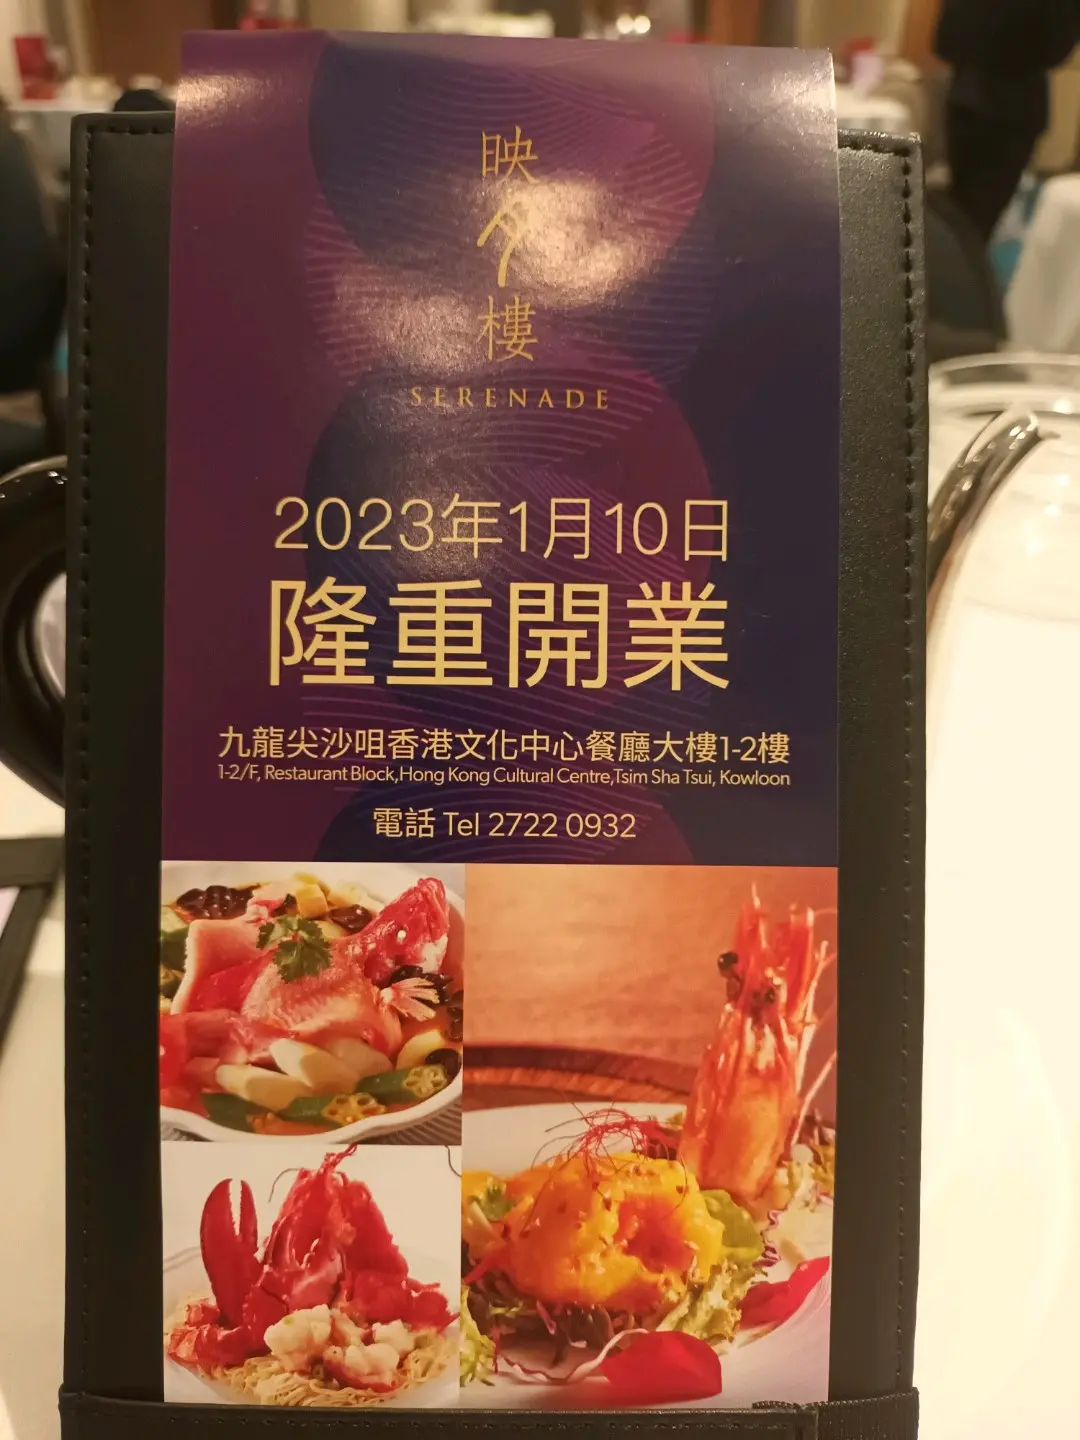 映
月
樓
SERENADE
2023年1月10日
隆重開業
九龍尖沙咀香港文化中心餐廳大樓1-2樓
1-2/F, Restaurant Block,Hong Kong Cultural Centre,Tsim Sha Tsui, Kowloon
電話 Tel 2722 0932